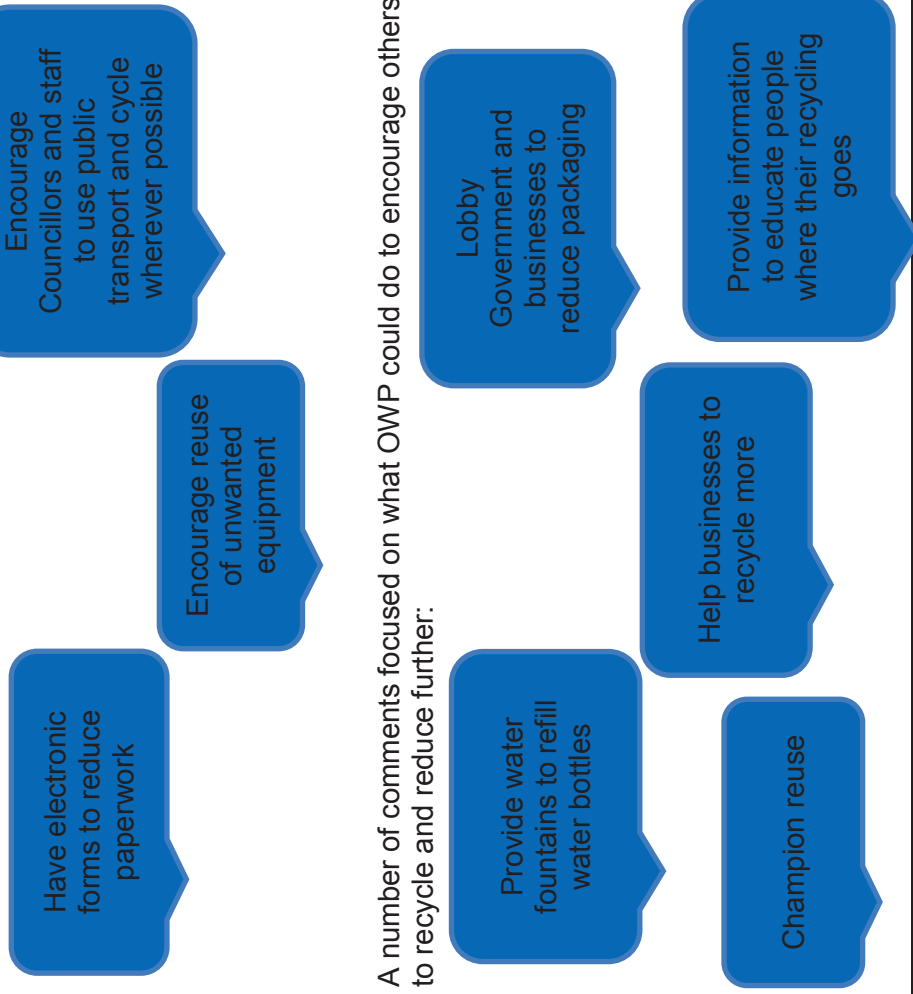 Have electronic
forms to reduce
paperwork
Encourage reuse
of unwanted
equipment
Encourage
Councillors and staff
to use public
transport and cycle
wherever possible
A number of comments focused on what OWP could do to encourage others
to recycle and reduce further:
Provide water
fountains to refill
water bottles
Lobby
Government and
businesses to
reduce packaging
Champion reuse
Help businesses to
recycle more
Provide information
to educate people
where their recycling
goes